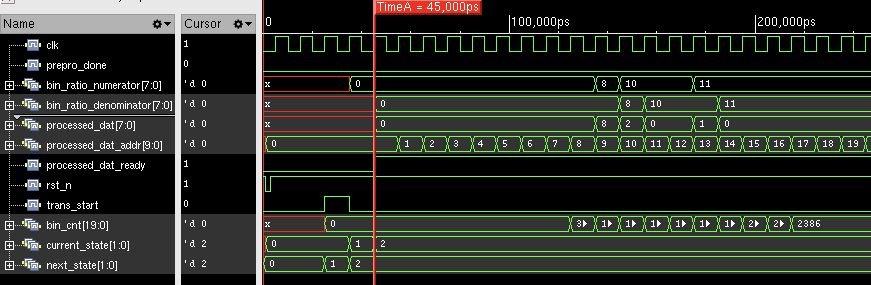 TimeA = 45,000ps
Name Cursor 0 100,000ps 200,000ps
clk 1
prepro_done 0
bin_ratio_numerator[7:0] 'd 0 x 0 8 10 11
bin_ratio_denominator[7:0] 'd 0 x 0 8 10 11
processed_dat[7:0] 'd 0 x 0 8 2 0 1 0
processed_dat_addr[9:0] 'd 0 0 1 2 3 4 5 6 7 8 9 10 11 12 13 14 15 16 17 18 19
processed_dat_ready 1
rst_n 1
trans_start 0
bin_cnt[19:0] 'd 0 x 0 3 1 1 1 1 1 1 2 2 2386
current_state[1:0] 'd 2 0 1 2
next_state[1:0] 'd 2 0 1 2